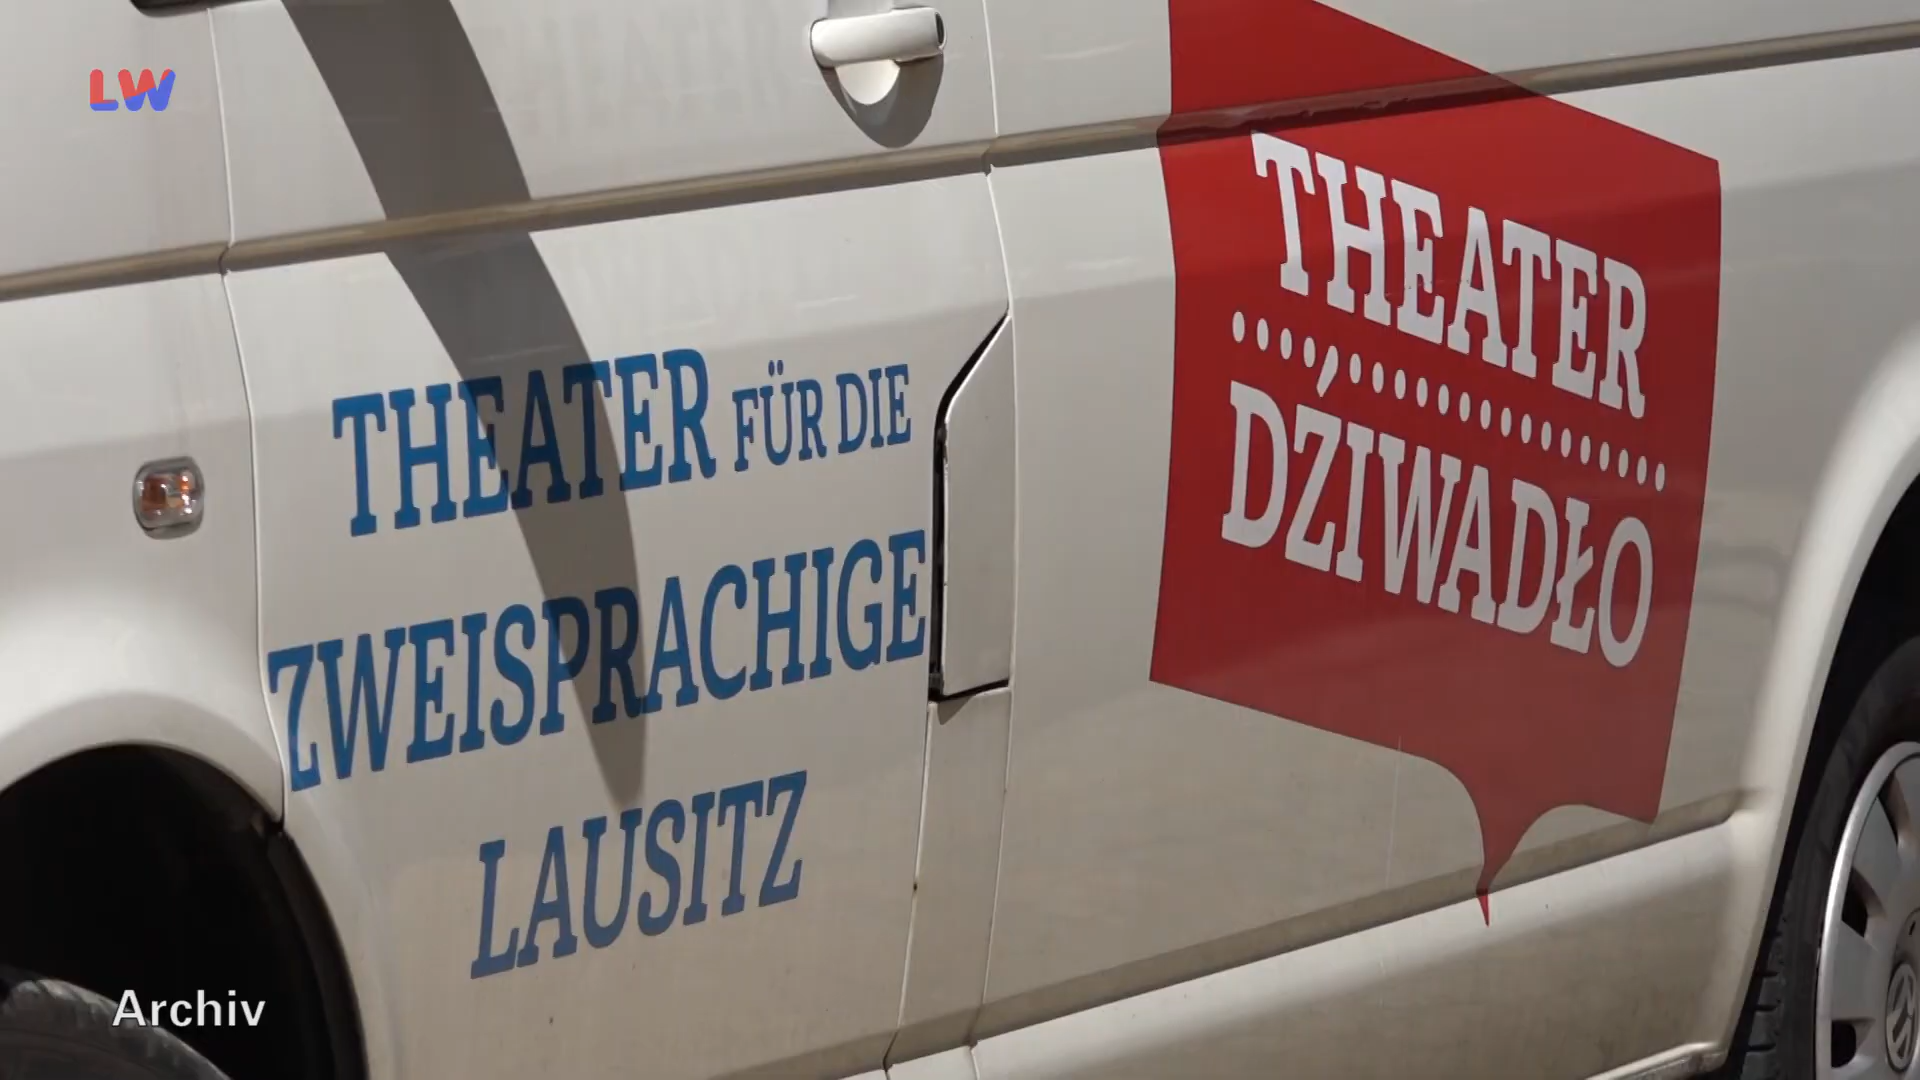 LW
THEATER FÜR DIE
ZWEISPRACHIGE
LAUSITZ
THEATER
DŹIWADŁO
Archiv